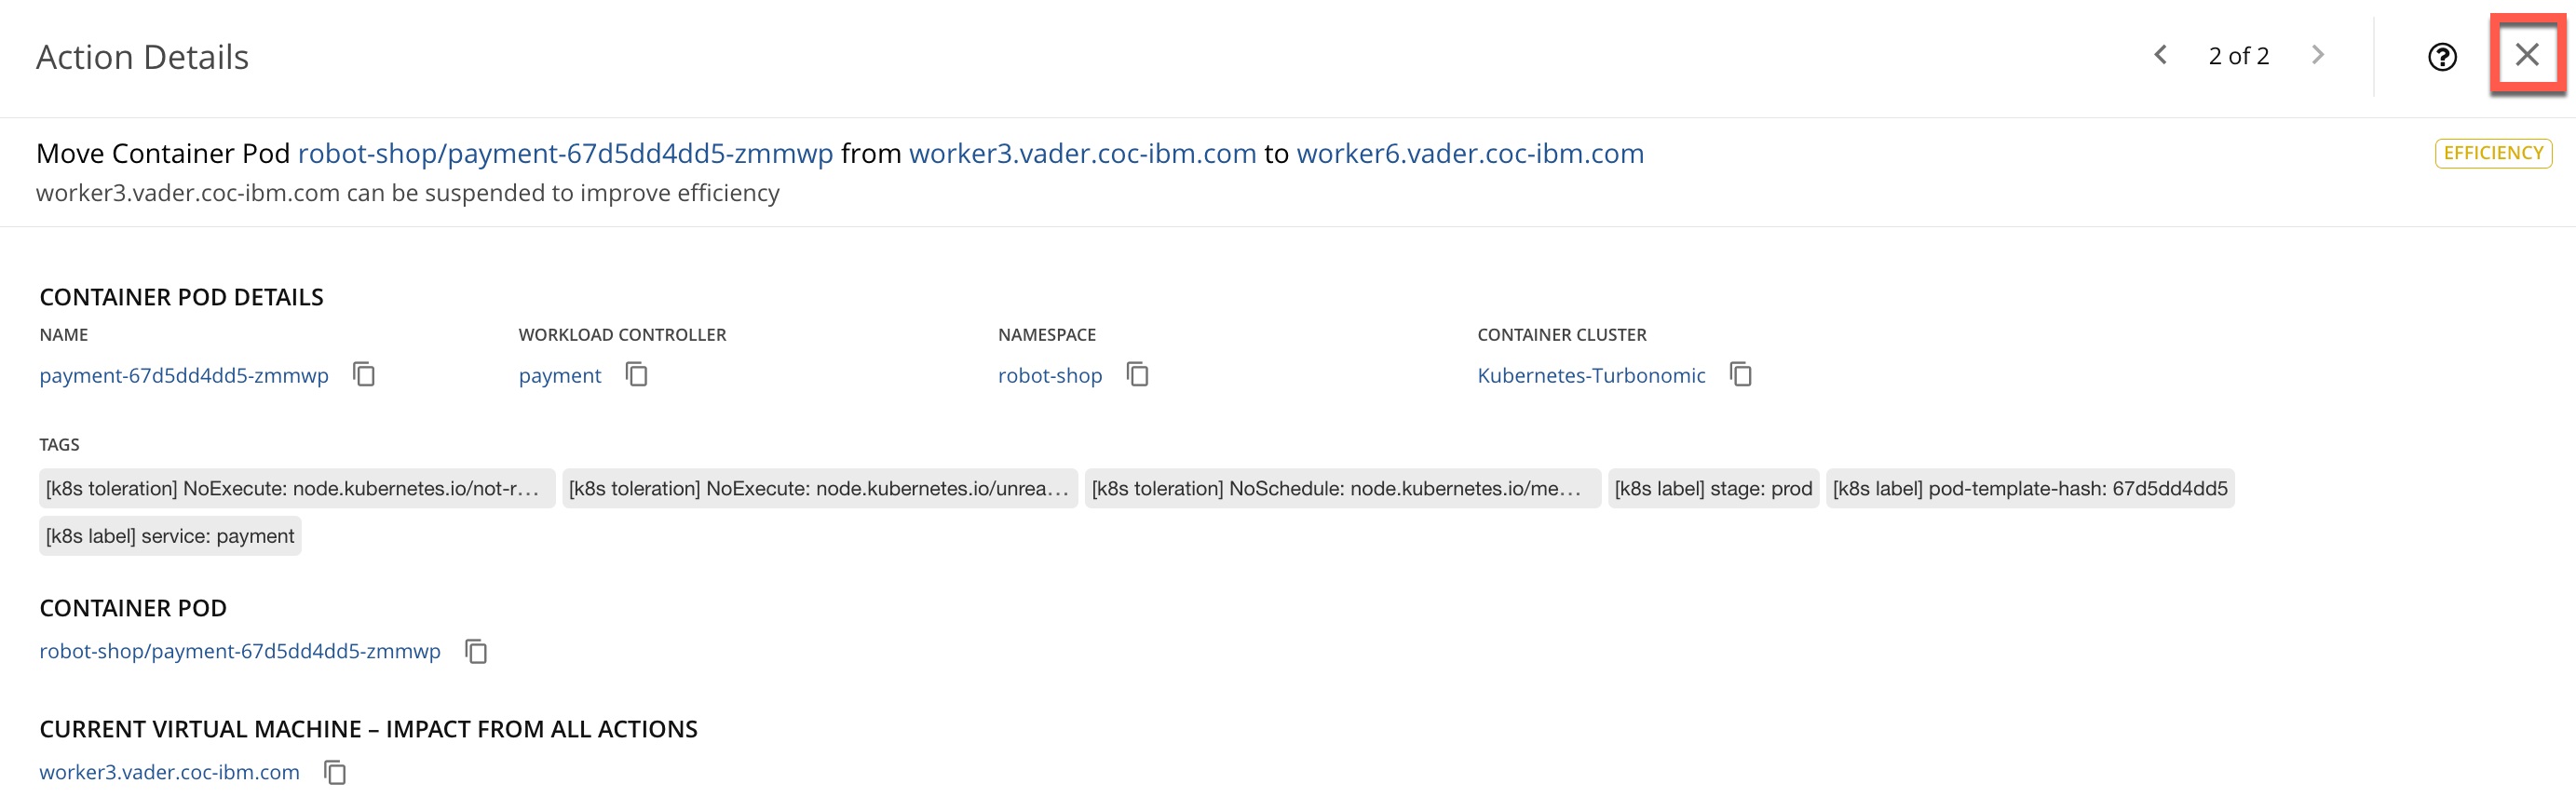 Action Details
2 of 2
Move Container Pod robot-shop/payment-67d5dd4dd5-zmmwp from worker3.vader.coc-ibm.com to worker6.vader.coc-ibm.com
EFFICIENCY
worker3.vader.coc-ibm.com can be suspended to improve efficiency
CONTAINER POD DETAILS
NAME WORKLOAD CONTROLLER NAMESPACE CONTAINER CLUSTER
payment-67d5dd4dd5-zmmwp payment robot-shop Kubernetes-Turbonomic
TAGS
[k8s toleration] NoExecute: node.kubernetes.io/not-r... [k8s toleration] NoExecute: node.kubernetes.io/unrea... [k8s toleration] NoSchedule: node.kubernetes.io/me... [k8s label] stage: prod [k8s label] pod-template-hash: 67d5dd4dd5
[k8s label] service: payment
CONTAINER POD
robot-shop/payment-67d5dd4dd5-zmmwp
CURRENT VIRTUAL MACHINE – IMPACT FROM ALL ACTIONS
worker3.vader.coc-ibm.com